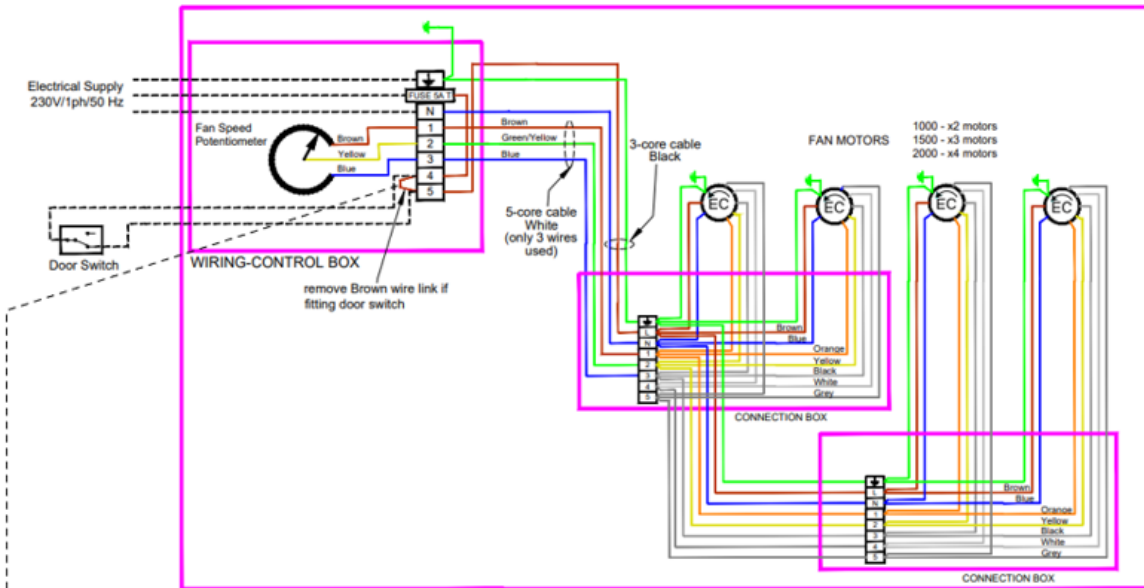 Electrical Supply
230V/1ph/50 Hz
FUSE 5A T
N
Fan Speed
Potentiometer
Brown
Yellow
Blue
1
2
3
4
5
Brown
Green/Yellow
Blue
5-core cable
White
(only 3 wires
used)
3-core cable
Black
Door Switch
WIRING-CONTROL BOX
remove Brown wire link if
fitting door switch
FAN MOTORS
1000 - x2 motors
1500 - x3 motors
2000 - x4 motors
EC
EC
EC
EC
L
N
1
2
3
4
5
Brown
Blue
Orange
Yellow
Black
White
Grey
CONNECTION BOX
L
N
1
2
3
4
5
Brown
Blue
Orange
Yellow
Black
White
Grey
CONNECTION BOX